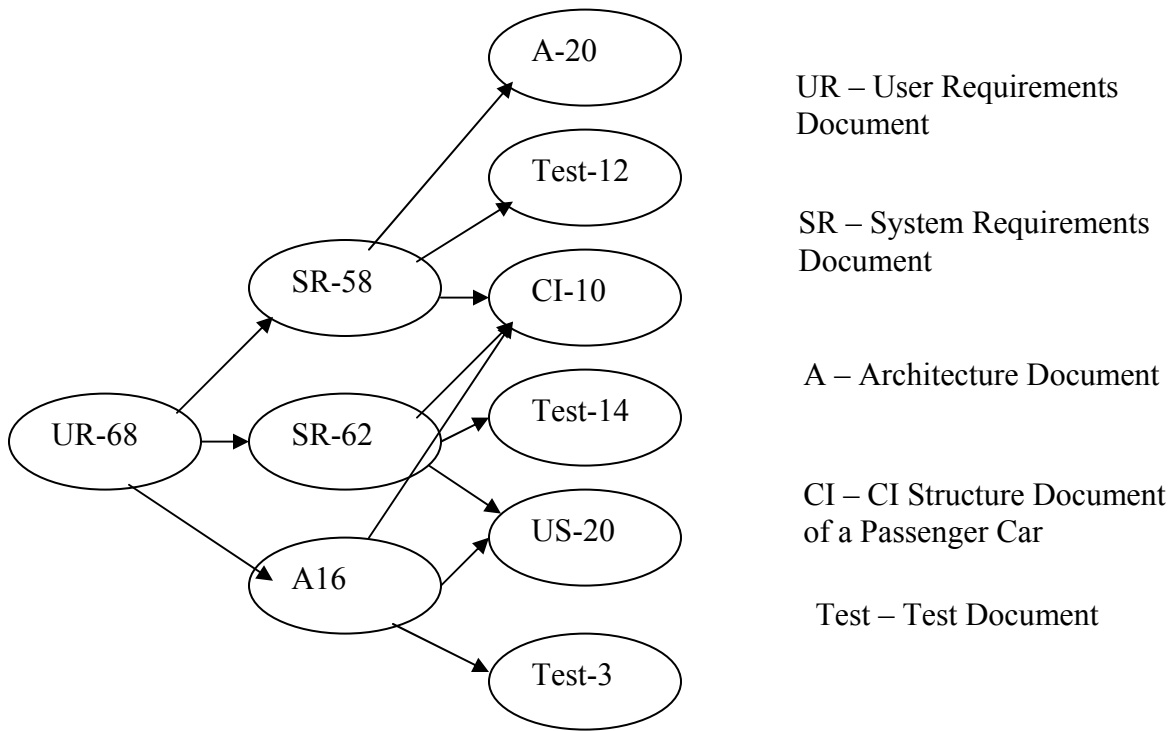 A-20
Test-12
SR-58
CI-10
UR-68
SR-62
Test-14
A16
US-20
Test-3
UR – User Requirements
Document
SR – System Requirements
Document
A – Architecture Document
CI – CI Structure Document
of a Passenger Car
Test – Test Document